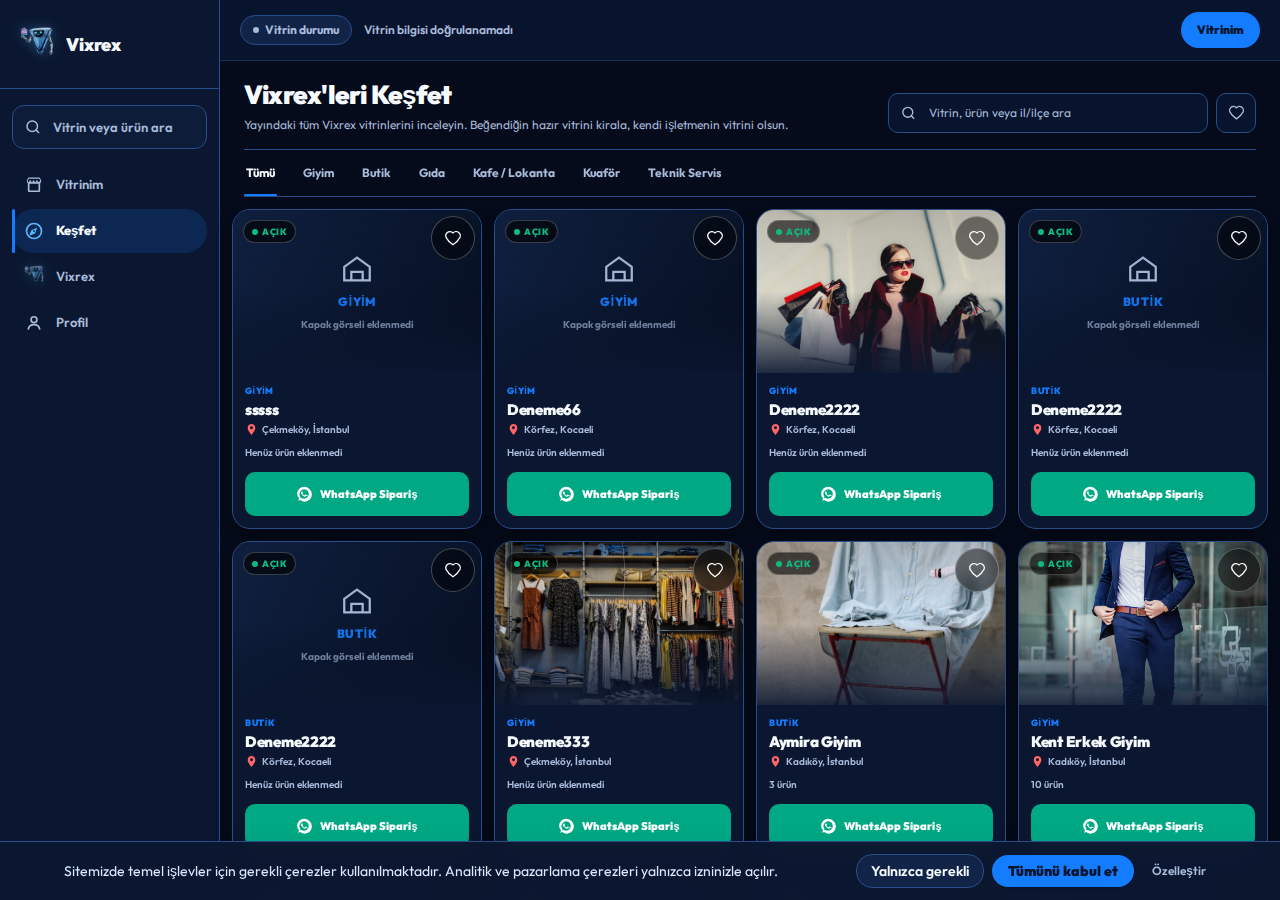 Vixrex
Vitrin veya ürün ara
Vitrinim
Keşfet
Vixrex
Profil
Vitrin durumu
Vitrin bilgisi doğrulanamadı
Vitrinim
Vixrex'leri Keşfet
Yayındaki tüm Vixrex vitrinlerini inceleyin. Beğendiğin hazır vitrini kirala, kendi işletmenin vitrini olsun.
Vitrin, ürün veya il/ilçe ara
Tümü
Giyim
Butik
Gıda
Kafe / Lokanta
Kuaför
Teknik Servis
AÇIK
GİYİM
Kapak görseli eklenmedi
GİYİM
sssss
Çekmeköy, İstanbul
Henüz ürün eklenmedi
WhatsApp Sipariş
AÇIK
GİYİM
Kapak görseli eklenmedi
GİYİM
Deneme66
Körfez, Kocaeli
Henüz ürün eklenmedi
WhatsApp Sipariş
AÇIK
GİYİM
Deneme2222
Körfez, Kocaeli
Henüz ürün eklenmedi
WhatsApp Sipariş
AÇIK
BUTİK
Kapak görseli eklenmedi
BUTİK
Deneme2222
Körfez, Kocaeli
Henüz ürün eklenmedi
WhatsApp Sipariş
AÇIK
BUTİK
Kapak görseli eklenmedi
BUTİK
Deneme2222
Körfez, Kocaeli
Henüz ürün eklenmedi
WhatsApp Sipariş
AÇIK
GİYİM
Deneme333
Çekmeköy, İstanbul
Henüz ürün eklenmedi
WhatsApp Sipariş
AÇIK
BUTİK
Aymira Giyim
Kadıköy, İstanbul
3 ürün
WhatsApp Sipariş
AÇIK
GİYİM
Kent Erkek Giyim
Kadıköy, İstanbul
10 ürün
WhatsApp Sipariş
Sitemizde temel işlevler için gerekli çerezler kullanılmaktadır. Analitik ve pazarlama çerezleri yalnızca izninizle açılır.
Yalnızca gerekli
Tümünü kabul et
Özelleştir